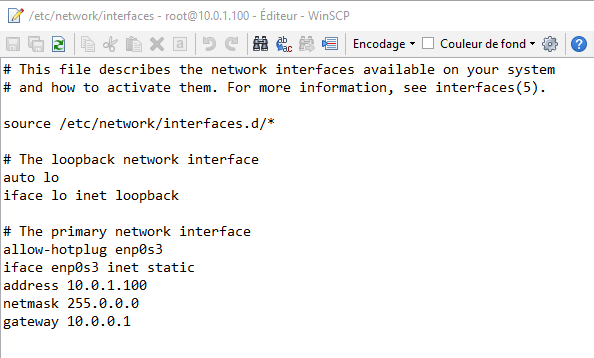 /etc/network/interfaces - root@10.0.1.100 - Éditeur - WinSCP
Encodage Couleur de fond
# This file describes the network interfaces available on your system
# and how to activate them. For more information, see interfaces(5).
source /etc/network/interfaces.d/*
# The loopback network interface
auto lo
iface lo inet loopback
# The primary network interface
allow-hotplug enp0s3
iface enp0s3 inet static
address 10.0.1.100
netmask 255.0.0.0
gateway 10.0.0.1